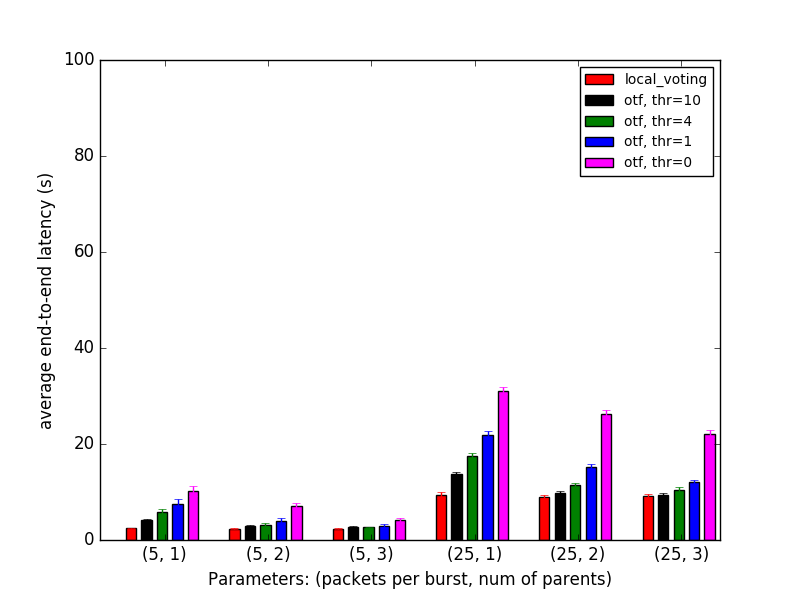 100
80
60
40
20
0
average end-to-end latency (s)
local_voting
otf, thr=10
otf, thr=4
otf, thr=1
otf, thr=0
(5, 1) (5, 2) (5, 3) (25, 1) (25, 2) (25, 3)
Parameters: (packets per burst, num of parents)